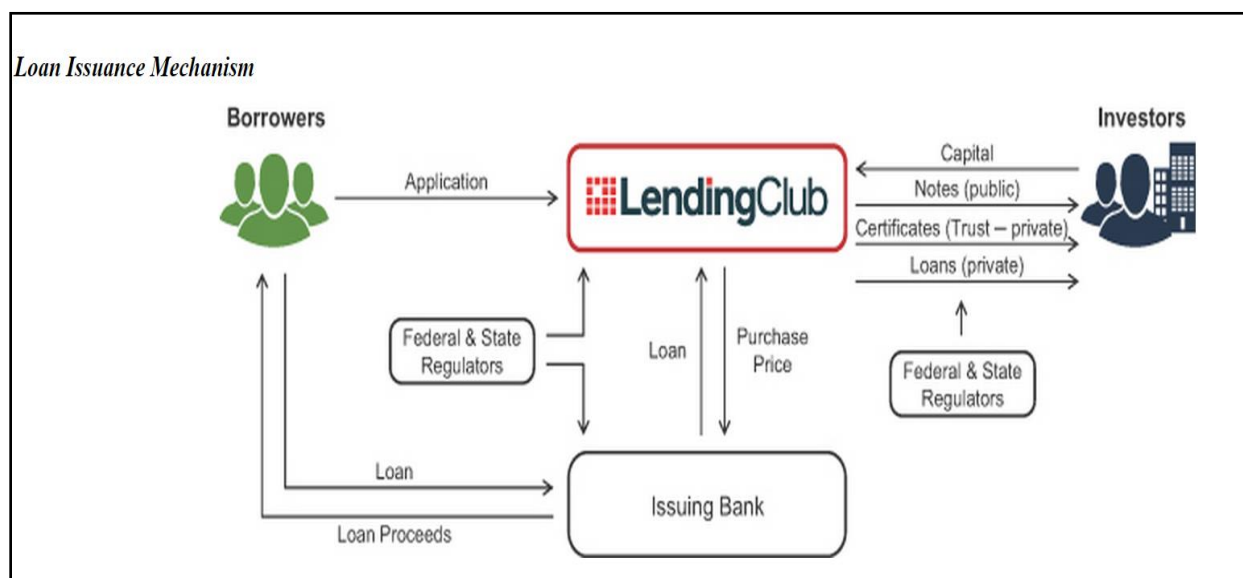 Loan Issuance Mechanism
Borrowers
Investors
Application
LendingClub
Capital
Notes (public)
Certificates (Trust — private)
Loans (private)
Federal & State
Regulators
Loan
Purchase
Price
Federal & State
Regulators
Loan
Issuing Bank
Loan Proceeds